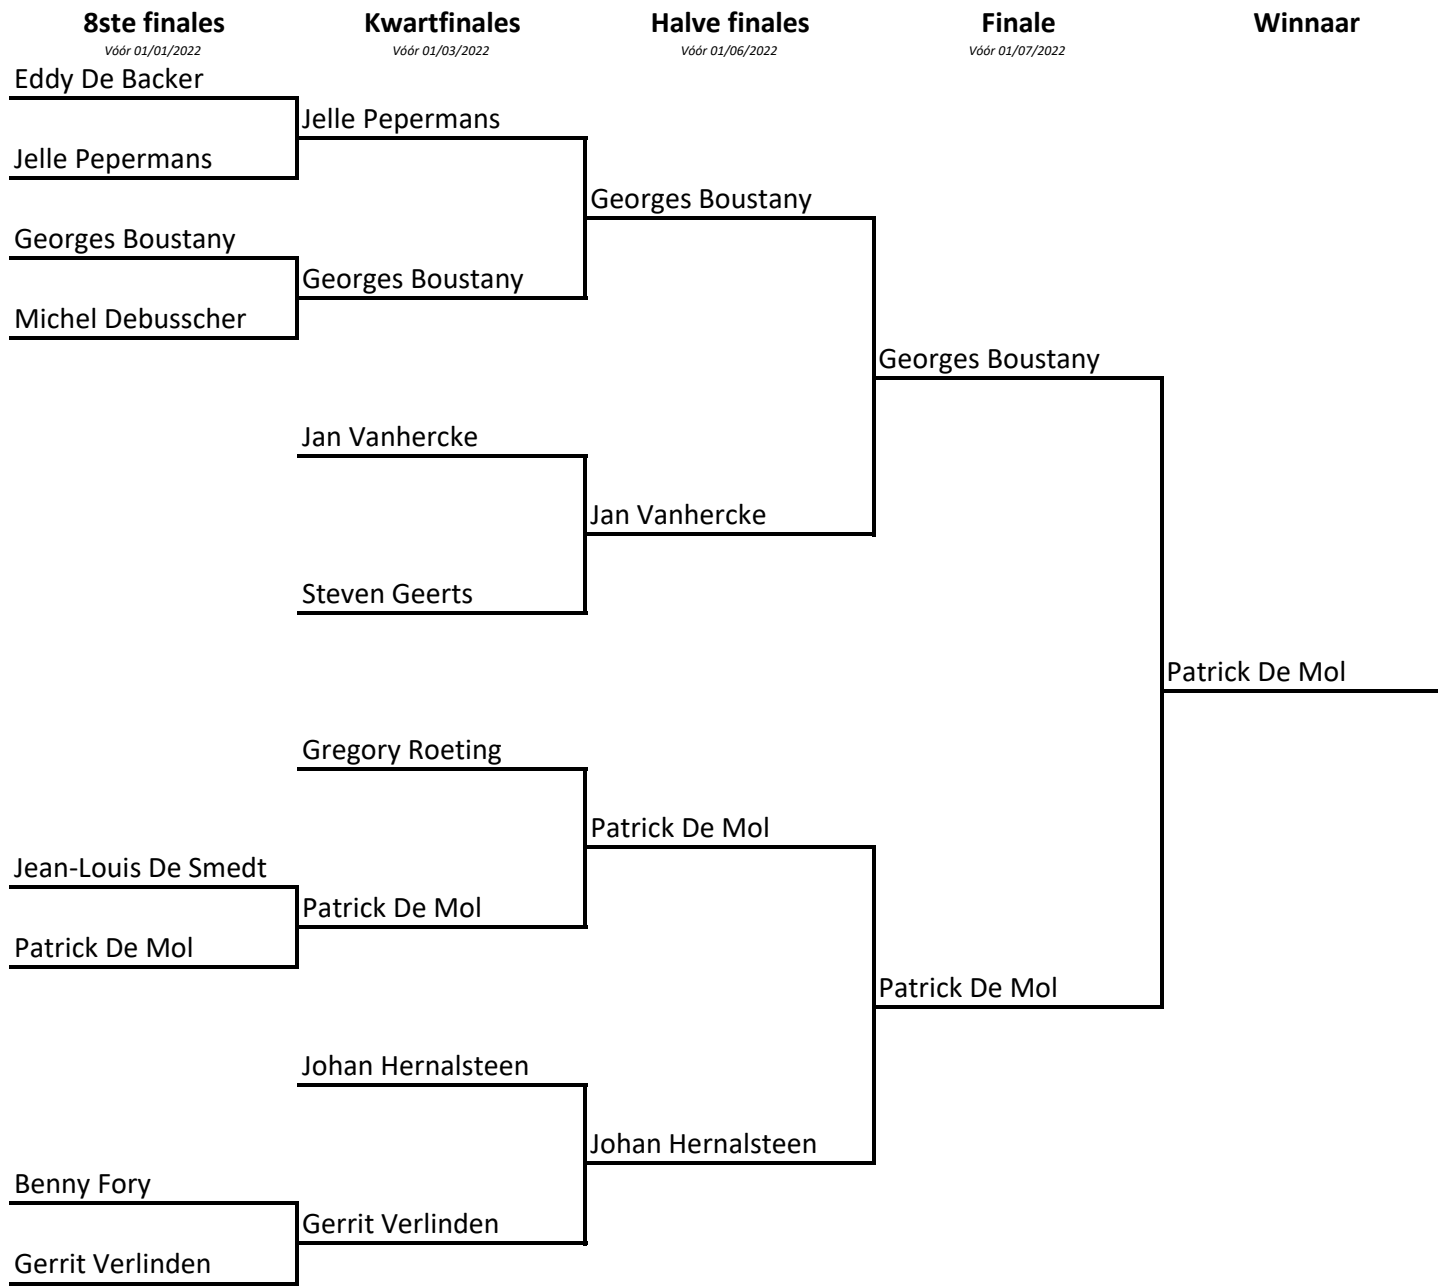 8ste finales
Kwartfinales
Halve finales
Finale
Winnaar
Vóór 01/01/2022
Vóór 01/03/2022
Vóór 01/06/2022
Vóór 01/07/2022
Eddy De Backer
Jelle Pepermans
Jelle Pepermans
Georges Boustany
Georges Boustany
Georges Boustany
Michel Debusscher
Georges Boustany
Jan Vanhercke
Jan Vanhercke
Steven Geerts
Patrick De Mol
Gregory Roeting
Patrick De Mol
Jean-Louis De Smedt
Patrick De Mol
Patrick De Mol
Patrick De Mol
Johan Hernalsteen
Johan Hernalsteen
Benny Fory
Gerrit Verlinden
Gerrit Verlinden